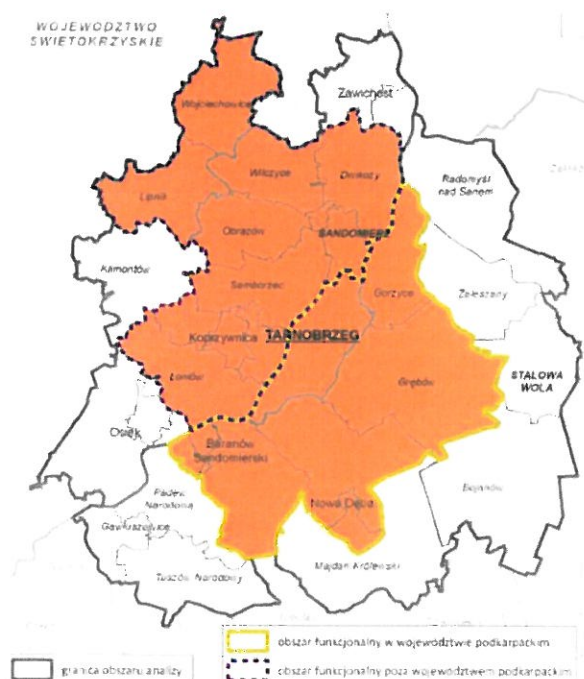 WOJEWÓDZTWO
ŚWIĘTOKRZYSKIE
Zawichost
Wojciechowice
Radomyśl
nad Sanem
Wilczyce
Dwikozy
Lipnik
SANDOMIERZ
Obrazów
Klimontów
Gorzyce
Samborzec
Zaleszany
TARNOBRZEG
Koprzywnica
STALOWA
WOLA
Łoniów
Grębów
Osiek
Baranów
Sandomierski
Bojanów
Padew
Narodowa
Nowa Dęba
Gawłuszowice
Majdan Królewski
Tuszów Narodowy
obszar funkcjonalny w województwie podkarpackim
granica obszaru analizy
obszar funkcjonalny poza województwem podkarpackim